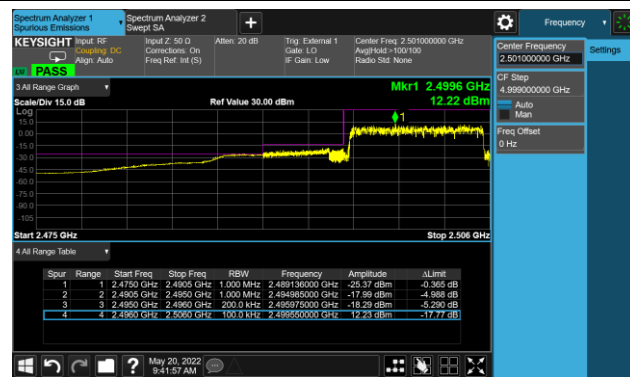 Spectrum Analyzer 1
Spurious Emissions
Spectrum Analyzer 2
Swept SA
Frequency
KEYSIGHT
Input: RF
Coupling: DC
Align: Auto
Input Z: 50 Ω
Corrections: On
Freq Ref: Int (S)
Atten: 20 dB
Trig: External 1
Gate: LO
IF Gain: Low
Center Freq: 2.501000000 GHz
Avg|Hold:>100/100
Radio Std: None
PASS
Center Frequency
2.501000000 GHz
Settings
CF Step
4.999000000 GHz
Auto
Man
Freq Offset
0 Hz
3 All Range Graph
Mkr1 2.4996 GHz
Scale/Div 15.0 dB
Ref Value 30.00 dBm
12.22 dBm
Log
15.0
0.00
-15.0
-30.0
-45.0
-60.0
-75.0
-90.0
-105
1
Start 2.475 GHz
Stop 2.506 GHz
4 All Range Table
Spur Range Start Freq Stop Freq RBW Frequency Amplitude ΔLimit
1 1 2.4750 GHz 2.4905 GHz 1.000 MHz 2.489136000 GHz -25.37 dBm -0.365 dB
2 2 2.4905 GHz 2.4950 GHz 1.000 MHz 2.494985000 GHz -17.99 dBm -4.988 dB
3 3 2.4950 GHz 2.4960 GHz 200.0 kHz 2.495975000 GHz -18.29 dBm -5.290 dB
4 4 2.4960 GHz 2.5060 GHz 100.0 kHz 2.499550000 GHz 12.23 dBm -17.77 dB
May 20, 2022
9:41:57 AM